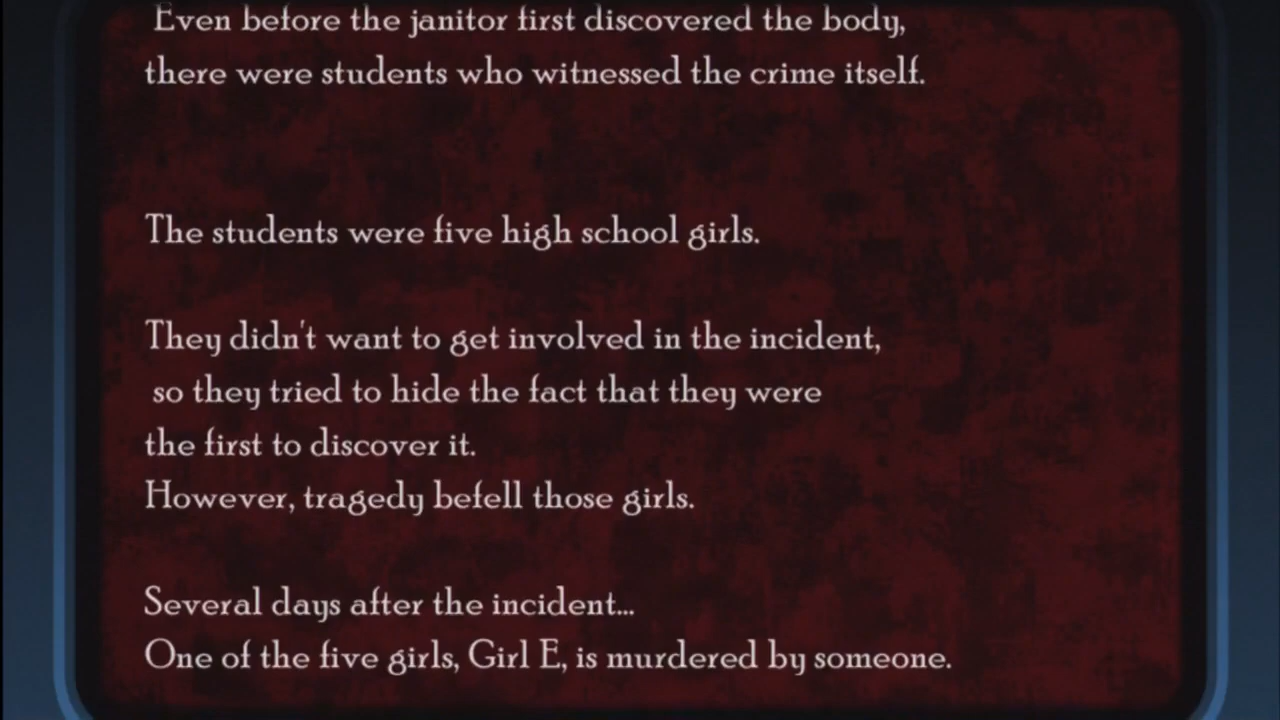 Even before the janitor first discovered the body,
there were students who witnessed the crime itself.
The students were five high school girls.
They didn't want to get involved in the incident,
so they tried to hide the fact that they were
the first to discover it.
However, tragedy befell those girls.
Several days after the incident...
One of the five girls, Girl E, is murdered by someone.